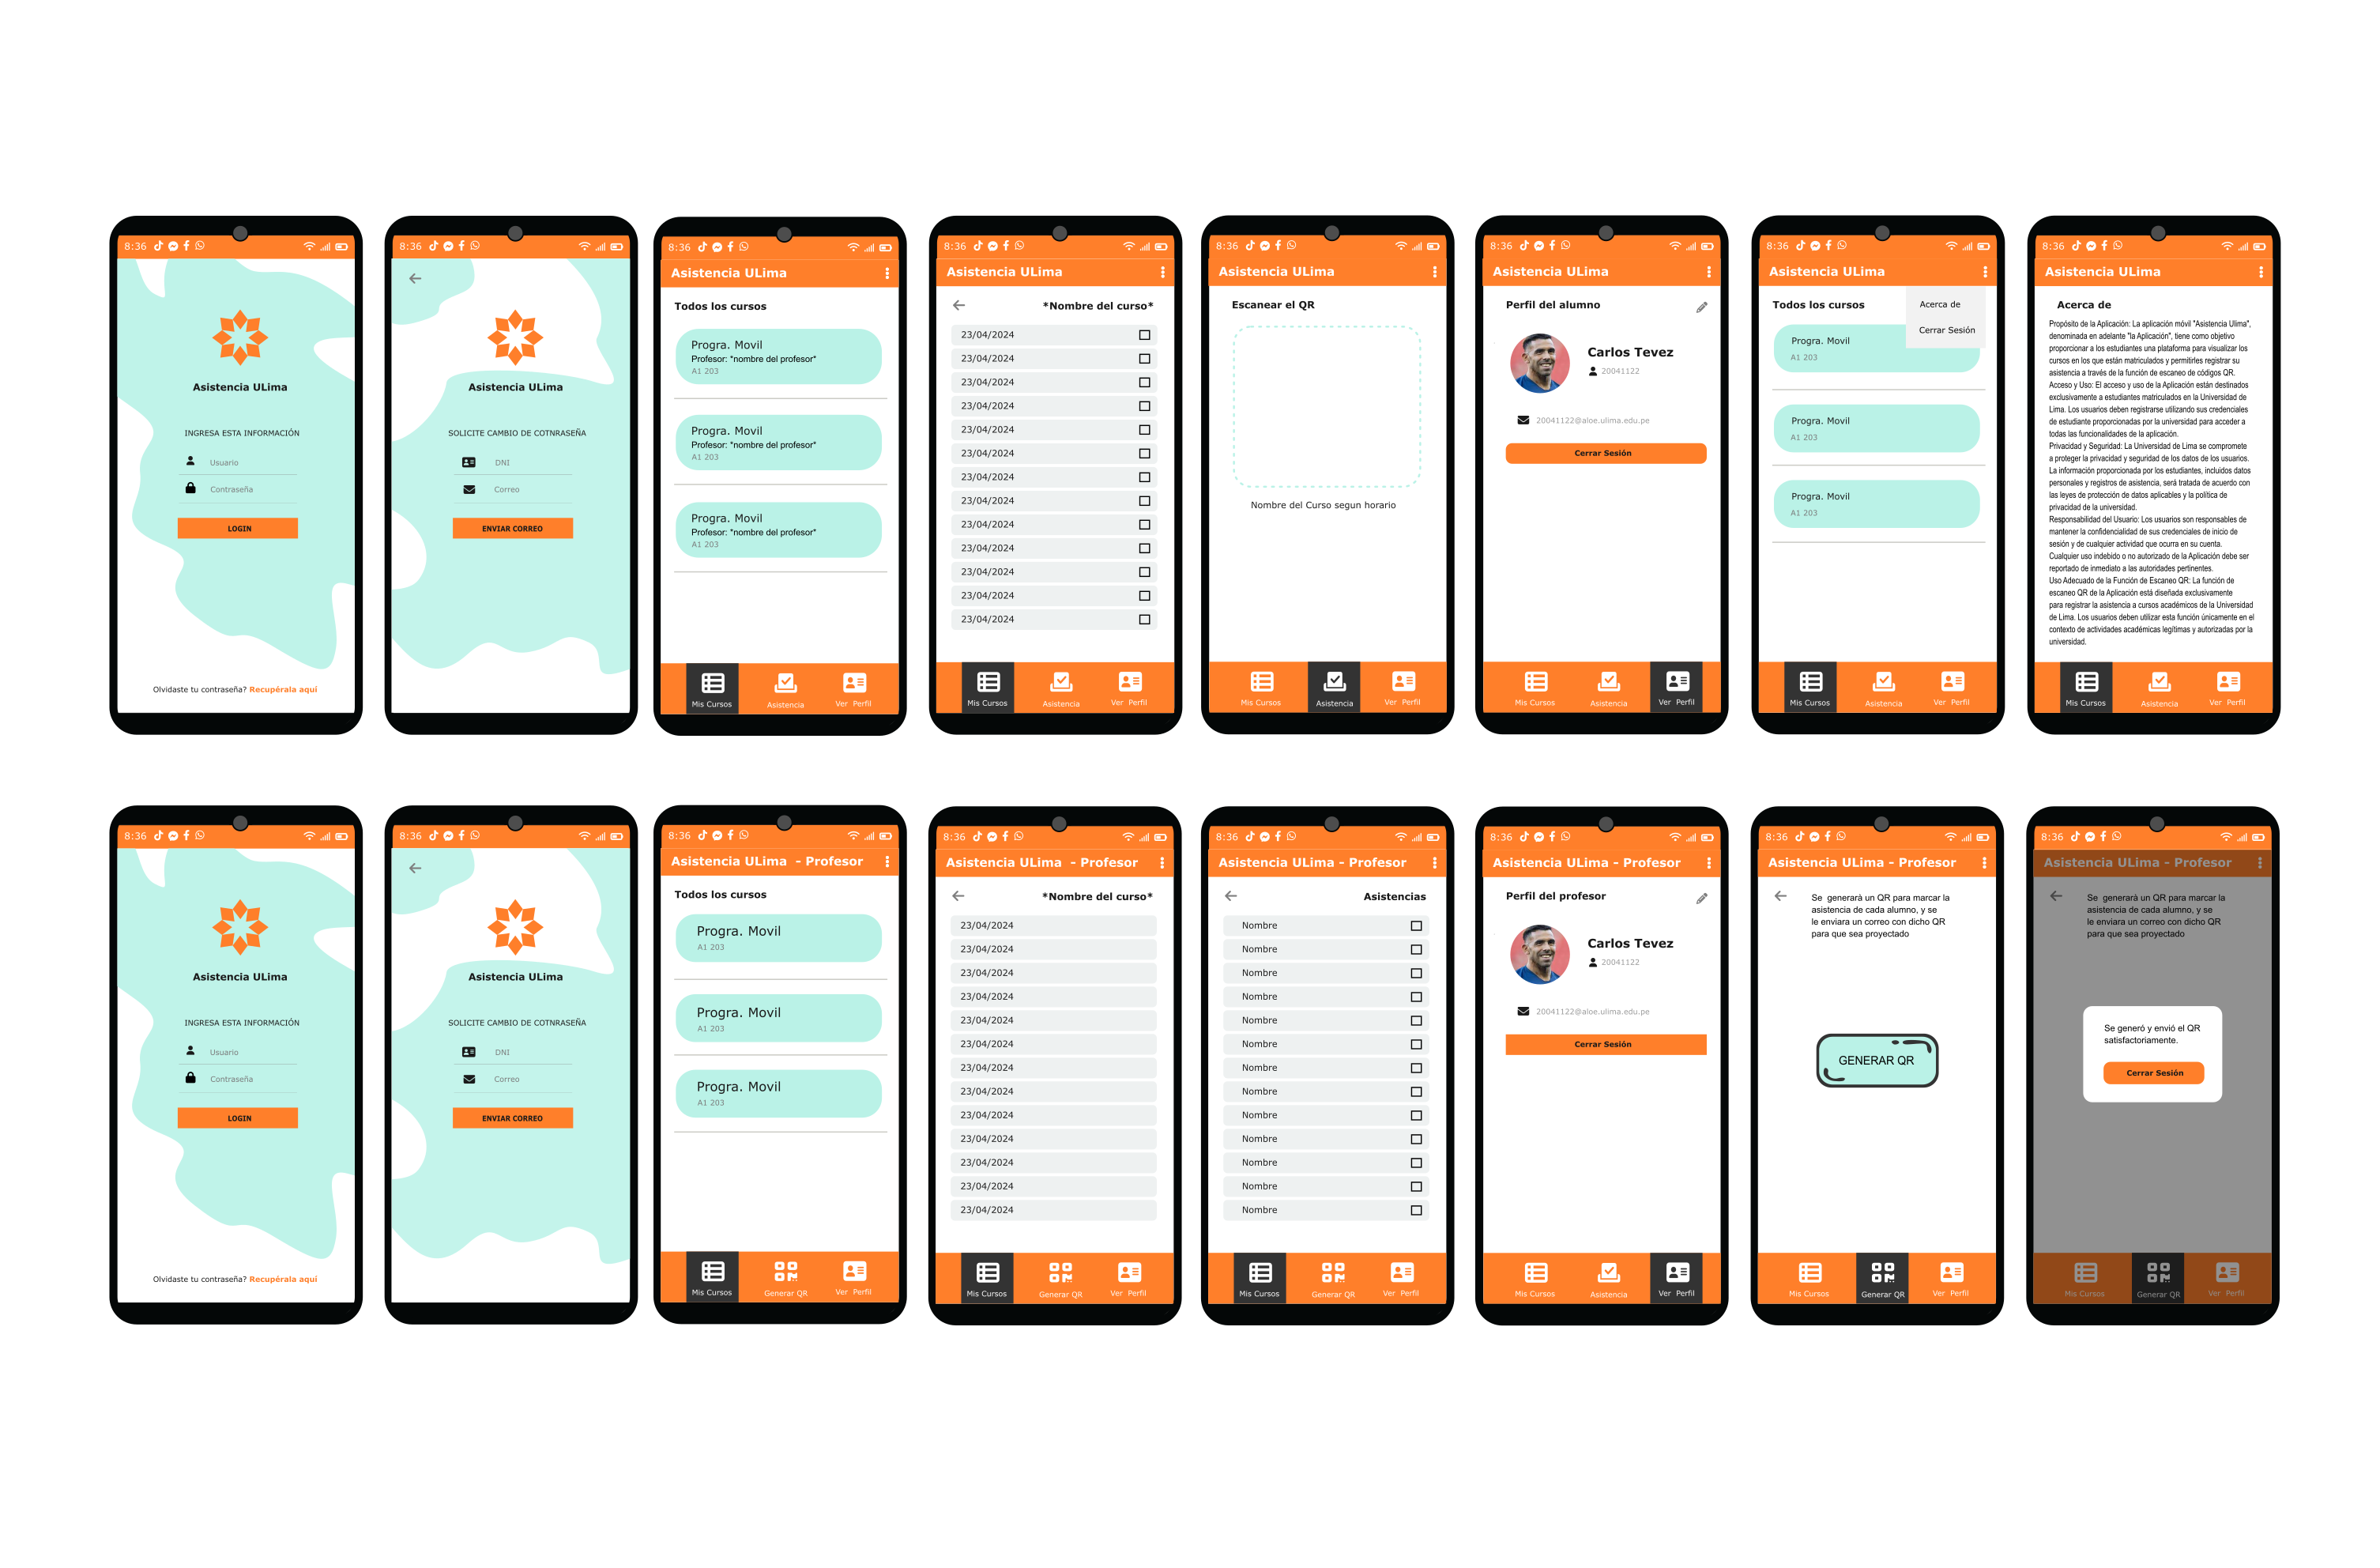 8:36
Asistencia ULima
INGRESA ESTA INFORMACIÓN
Usuario
Contraseña
LOGIN
Olvidaste tu contraseña? Recupérala aqui
8:36
Asistencia ULima
SOLICITE CAMBIO DE COTNRASEÑA
DNI
Correo
ENVIAR CORREO
8:36
Asistencia ULima
Todos los cursos
Progra. Movil
Profesor: "nombre del profesor"
A1 203
Progra. Movil
Profesor: "nombre del profesor"
A1 203
Progra. Movil
Profesor: "nombre del profesor"
A1 203
Mis Cursos
Asistencia
Ver Perfil
8:36
Asistencia ULima
*Nombre del curso*
23/04/2024
23/04/2024
23/04/2024
23/04/2024
23/04/2024
23/04/2024
23/04/2024
23/04/2024
23/04/2024
23/04/2024
23/04/2024
23/04/2024
23/04/2024
Mis Cursos
Asistencia
Ver Perfil
8:36
Asistencia ULima
Escanear el QR
Nombre del Curso segun horario
Mis Cursos
Asistencia
Ver Perfil
8:36
Asistencia ULima
Perfil del alumno
Carlos Tevez
20041122
20041122@aloe.ulima.edu.pe
Cerrar Sesión
Mis Cursos
Asistencia
Ver Perfil
8:36
Asistencia ULima
Todos los cursos
Acerca de
Cerrar Sesión
Progra. Movil
A1 203
Progra. Movil
A1 203
Progra. Movil
A1 203
Mis Cursos
Asistencia
Ver Perfil
8:36
Asistencia ULima
Acerca de
Propósito de la Aplicación: La aplicación móvil "Asistencia Ulima",
denominada en adelante "la Aplicación", tiene como objetivo
proporcionar a los estudiantes una plataforma para visualizar los
cursos en los que están matriculados y permitirles registrar su
asistencia a través de la función de escaneo de códigos QR.
Acceso y Uso: El acceso y uso de la Aplicación están destinados
exclusivamente a estudiantes matriculados en la Universidad de
Lima. Los usuarios deben registrarse utilizando sus credenciales
de estudiante proporcionadas por la universidad para acceder a
todas las funcionalidades de la aplicación.
Privacidad y Seguridad: La Universidad de Lima se compromete
a proteger la privacidad y seguridad de los datos de los usuarios.
La información proporcionada por los estudiantes, incluidos datos
personales y registros de asistencia, será tratada de acuerdo con
las leyes de protección de datos aplicables y la política de
privacidad de la universidad.
Responsabilidad del Usuario: Los usuarios son responsables de
mantener la confidencialidad de sus credenciales de inicio de
sesión y de cualquier actividad que ocurra en su cuenta.
Cualquier uso indebido o no autorizado de la Aplicación debe ser
reportado de inmediato a las autoridades pertinentes.
Uso Adecuado de la Función de Escaneo QR: La función de
escaneo QR de la Aplicación está diseñada exclusivamente
para registrar la asistencia a cursos académicos de la Universidad
de Lima. Los usuarios deben utilizar esta función únicamente en el
contexto de actividades académicas legítimas y autorizadas por la
universidad.
Mis Cursos
Asistencia
Ver Perfil
8:36
Asistencia ULima
INGRESA ESTA INFORMACIÓN
Usuario
Contraseña
LOGIN
Olvidaste tu contraseña? Recupérala aqui
8:36
Asistencia ULima
SOLICITE CAMBIO DE COTNRASEÑA
DNI
Correo
ENVIAR CORREO
8:36
Asistencia ULima - Profesor
Todos los cursos
Progra. Movil
A1 203
Progra. Movil
A1 203
Progra. Movil
A1 203
Mis Cursos
Generar QR
Ver Perfil
8:36
Asistencia ULima - Profesor
*Nombre del curso*
23/04/2024
23/04/2024
23/04/2024
23/04/2024
23/04/2024
23/04/2024
23/04/2024
23/04/2024
23/04/2024
23/04/2024
23/04/2024
23/04/2024
23/04/2024
Mis Cursos
Generar QR
Ver Perfil
8:36
Asistencia ULima - Profesor
Asistencias
Nombre
Nombre
Nombre
Nombre
Nombre
Nombre
Nombre
Nombre
Nombre
Nombre
Nombre
Nombre
Nombre
Mis Cursos
Generar QR
Ver Perfil
8:36
Asistencia ULima - Profesor
Perfil del profesor
Carlos Tevez
20041122
20041122@aloe.ulima.edu.pe
Cerrar Sesión
Mis Cursos
Asistencia
Ver Perfil
8:36
Asistencia ULima - Profesor
Se generará un QR para marcar la
asistencia de cada alumno, y se
le enviara un correo con dicho QR
para que sea proyectado
GENERAR QR
Mis Cursos
Generar QR
Ver Perfil
8:36
Asistencia ULima - Profesor
Se generará un QR para marcar la
asistencia de cada alumno, y se
le enviara un correo con dicho QR
para que sea proyectado
Se generó y envió el QR
satisfactoriamente.
Cerrar Sesión
Mis Cursos
Generar QR
Ver Perfil